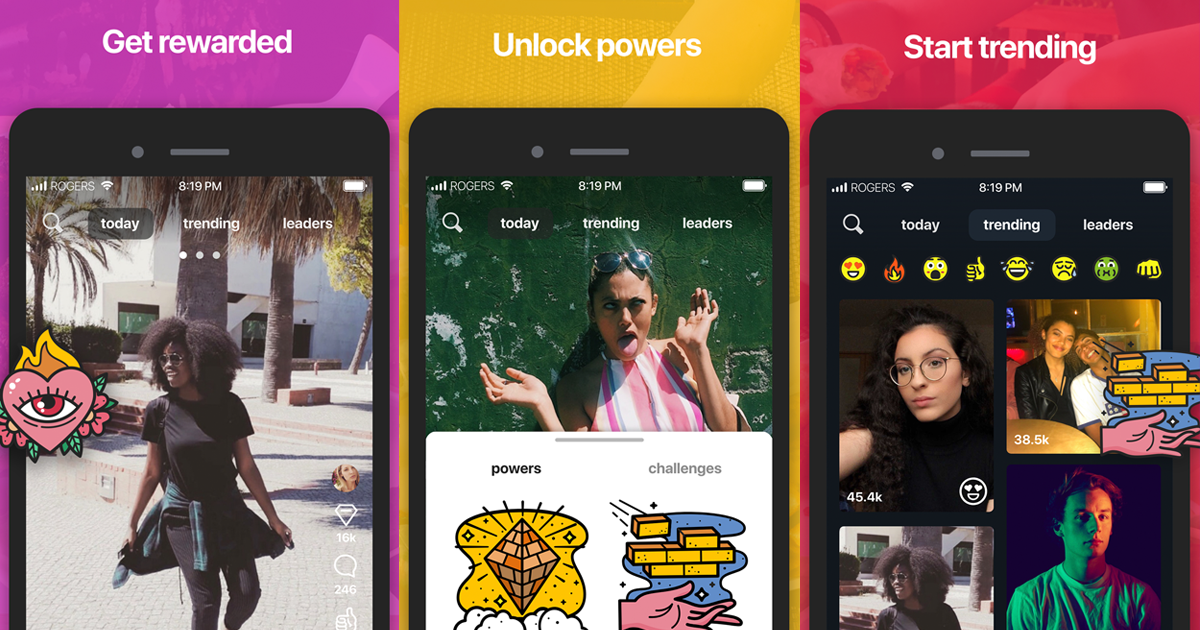 Get rewarded
ROGERS 8:19 PM
today trending leaders
16k
246
Unlock powers
ROGERS 8:19 PM
today trending leaders
powers challenges
Start trending
ROGERS 8:19 PM
today trending leaders
45.4k
38.5k